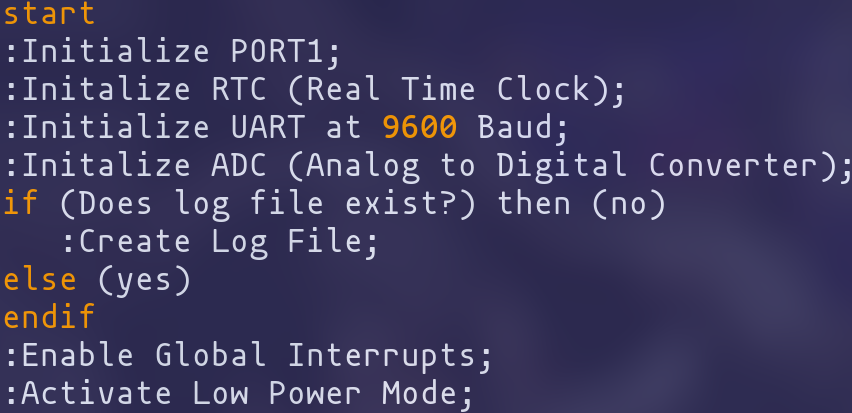 start
:Initialize PORT1;
:Initalize RTC (Real Time Clock);
:Initialize UART at 9600 Baud;
:Initalize ADC (Analog to Digital Converter);
if (Does log file exist?) then (no)
:Create Log File;
else (yes)
endif
:Enable Global Interrupts;
:Activate Low Power Mode;